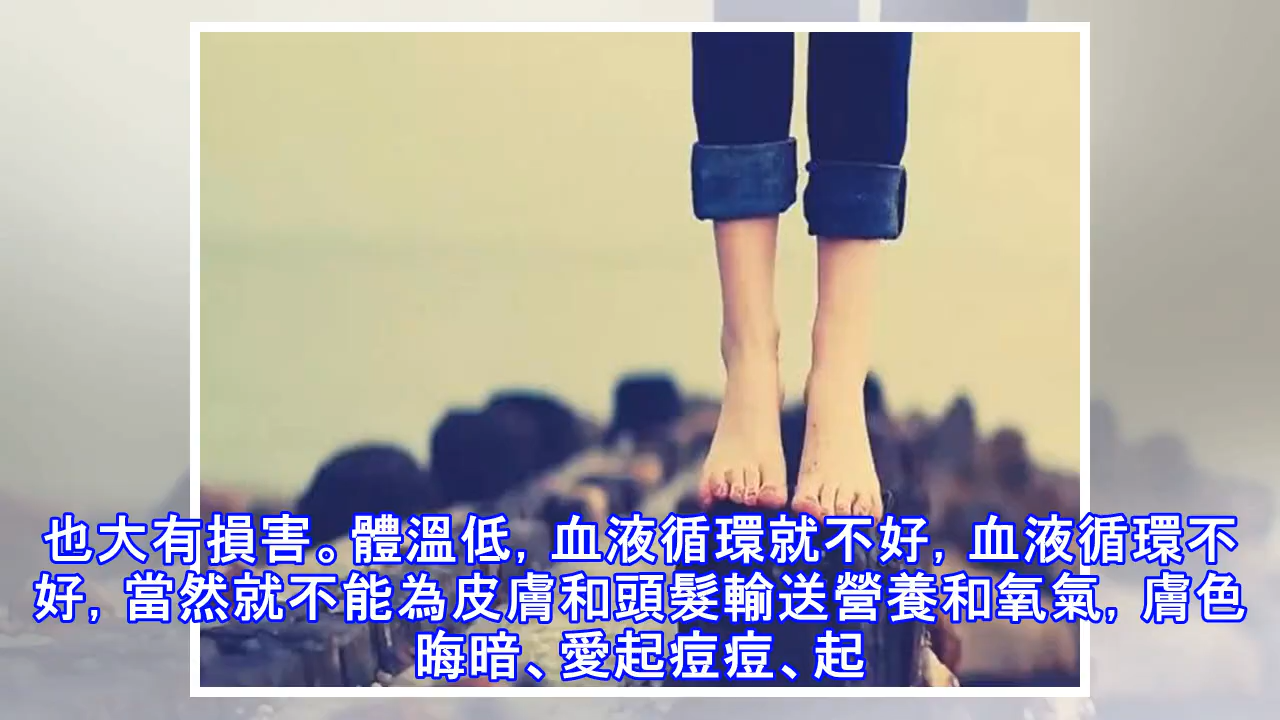 也大有損害。體溫低, 血液循環就不好, 血液循環不
好, 當然就不能為皮膚和頭髮輸送營養和氧氣, 膚色
晦暗、愛起痘痘、起